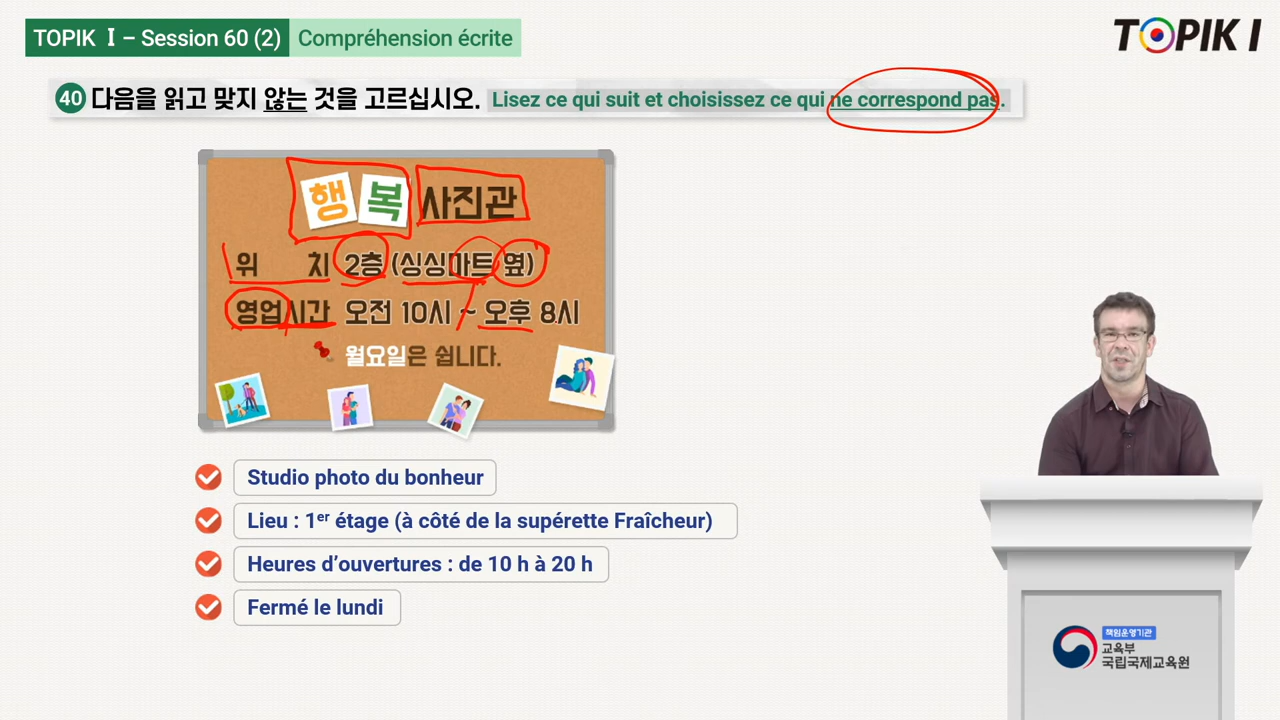 TOPIK Ⅰ – Session 60 (2) Compréhension écrite
TOPIK I
40 다음을 읽고 맞지 않는 것을 고르십시오. Lisez ce qui suit et choisissez ce qui ne correspond pas.
행복 사진관
위 치 2층 (싱싱마트 옆)
영업시간 오전 10시 ~ 오후 8시
월요일은 쉽니다.
Studio photo du bonheur
Lieu : 1er étage (à côté de la supérette Fraîcheur)
Heures d’ouvertures : de 10 h à 20 h
Fermé le lundi
책임운영기관
교육부
국립국제교육원